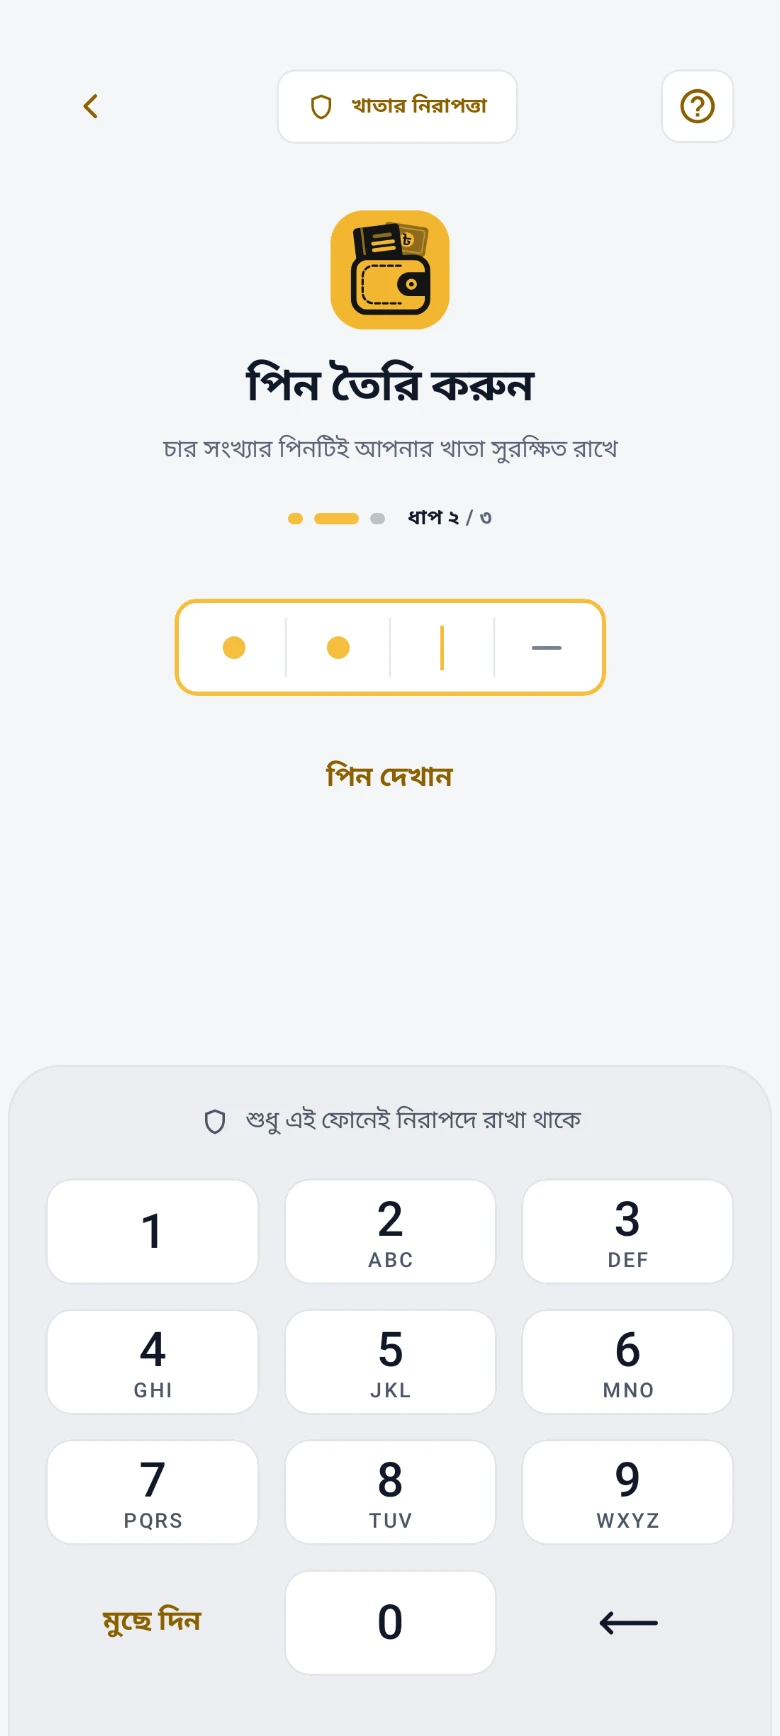 খাতার নিরাপত্তা
পিন তৈরি করুন
চার সংখ্যার পিনটিই আপনার খাতা সুরক্ষিত রাখে
ধাপ ২ / ৩
পিন দেখান
শুধু এই ফোনেই নিরাপদে রাখা থাকে
1 2 3
ABC DEF
4 5 6
GHI JKL MNO
7 8 9
PQRS TUV WXYZ
মুছে দিন 0